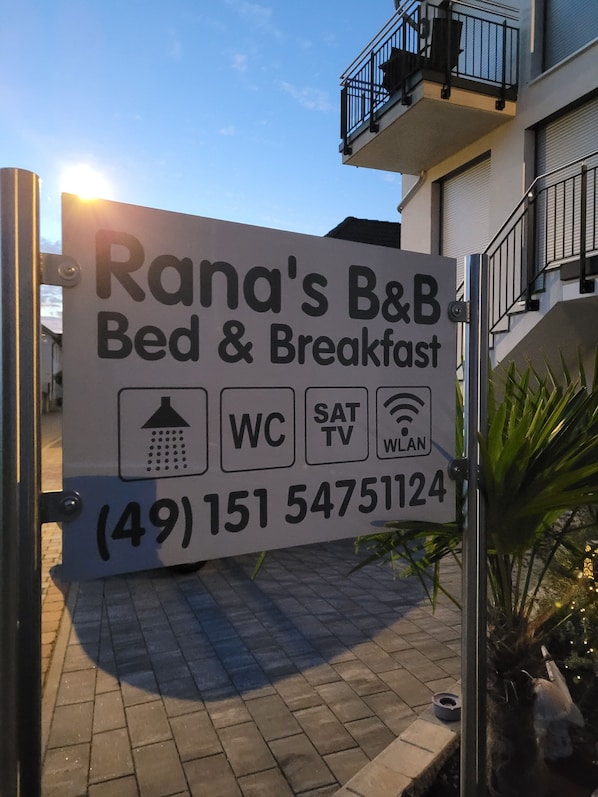 Rana's B&B
Bed & Breakfast
WC SAT TV WLAN
(49) 151 54751124